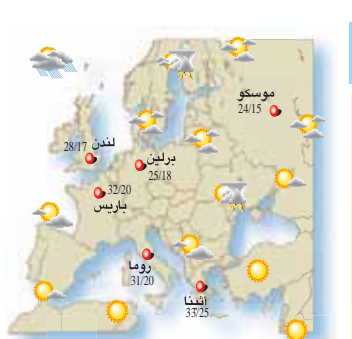 موسكو
24/15
لندن
28/17
برلين
25/18
32/20
باريس
روما
31/20
أثينا
33/25